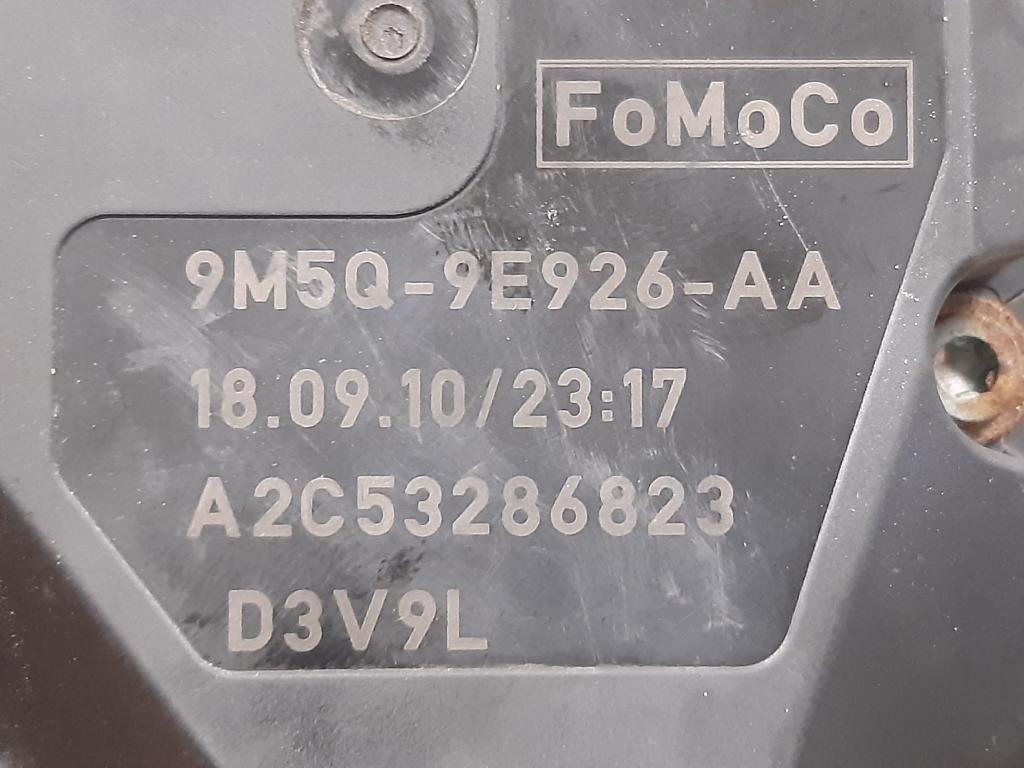 FoMoCo
9M5Q-9E926-AA
18.09.10/23:17
A2C53286823
D3V9L